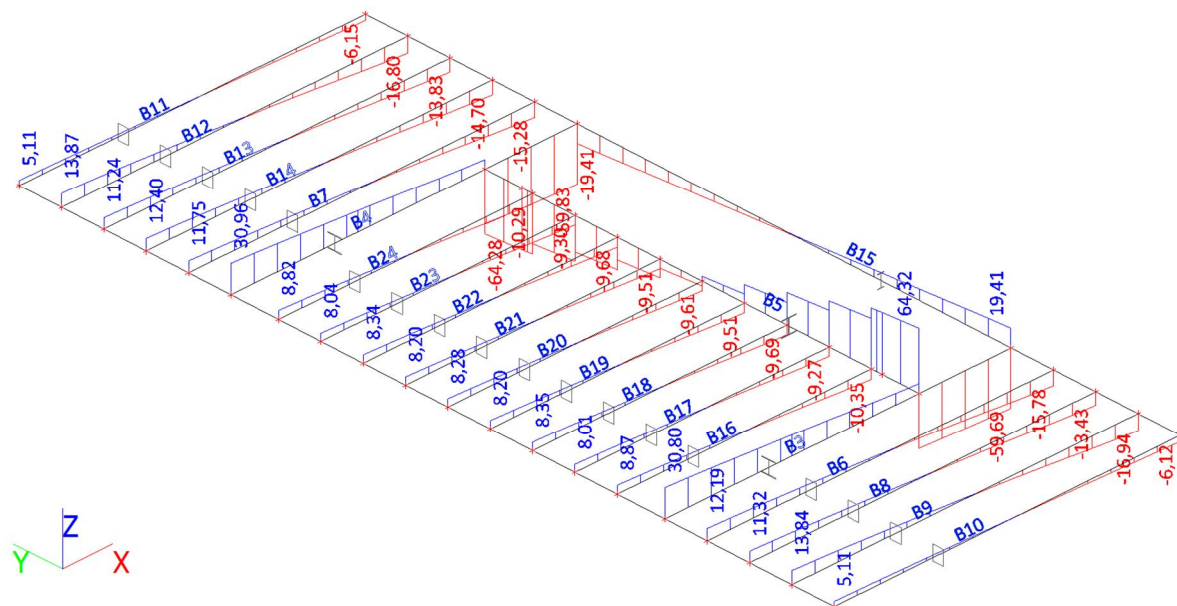 -6,15
-16,80
-13,83
-14,70
-15,28
-19,41
B11
B12
B13
B14
B7
B4
5,11
13,87
11,24
12,40
11,75
30,96
8,82
8,04
8,34
8,20
8,28
8,20
8,35
8,01
8,87
30,80
12,19
11,32
13,84
5,11
B24
B23
B22
B21
B20
B19
B18
B17
B16
B3
B6
B8
B9
B10
-64,28
-10,29
-9,30
-59,83
-9,68
-9,51
-9,61
-9,51
-9,69
-9,27
-10,35
B5
B15
64,32
19,41
-59,69
-15,78
-13,43
-16,94
-6,12
Z
Y
X